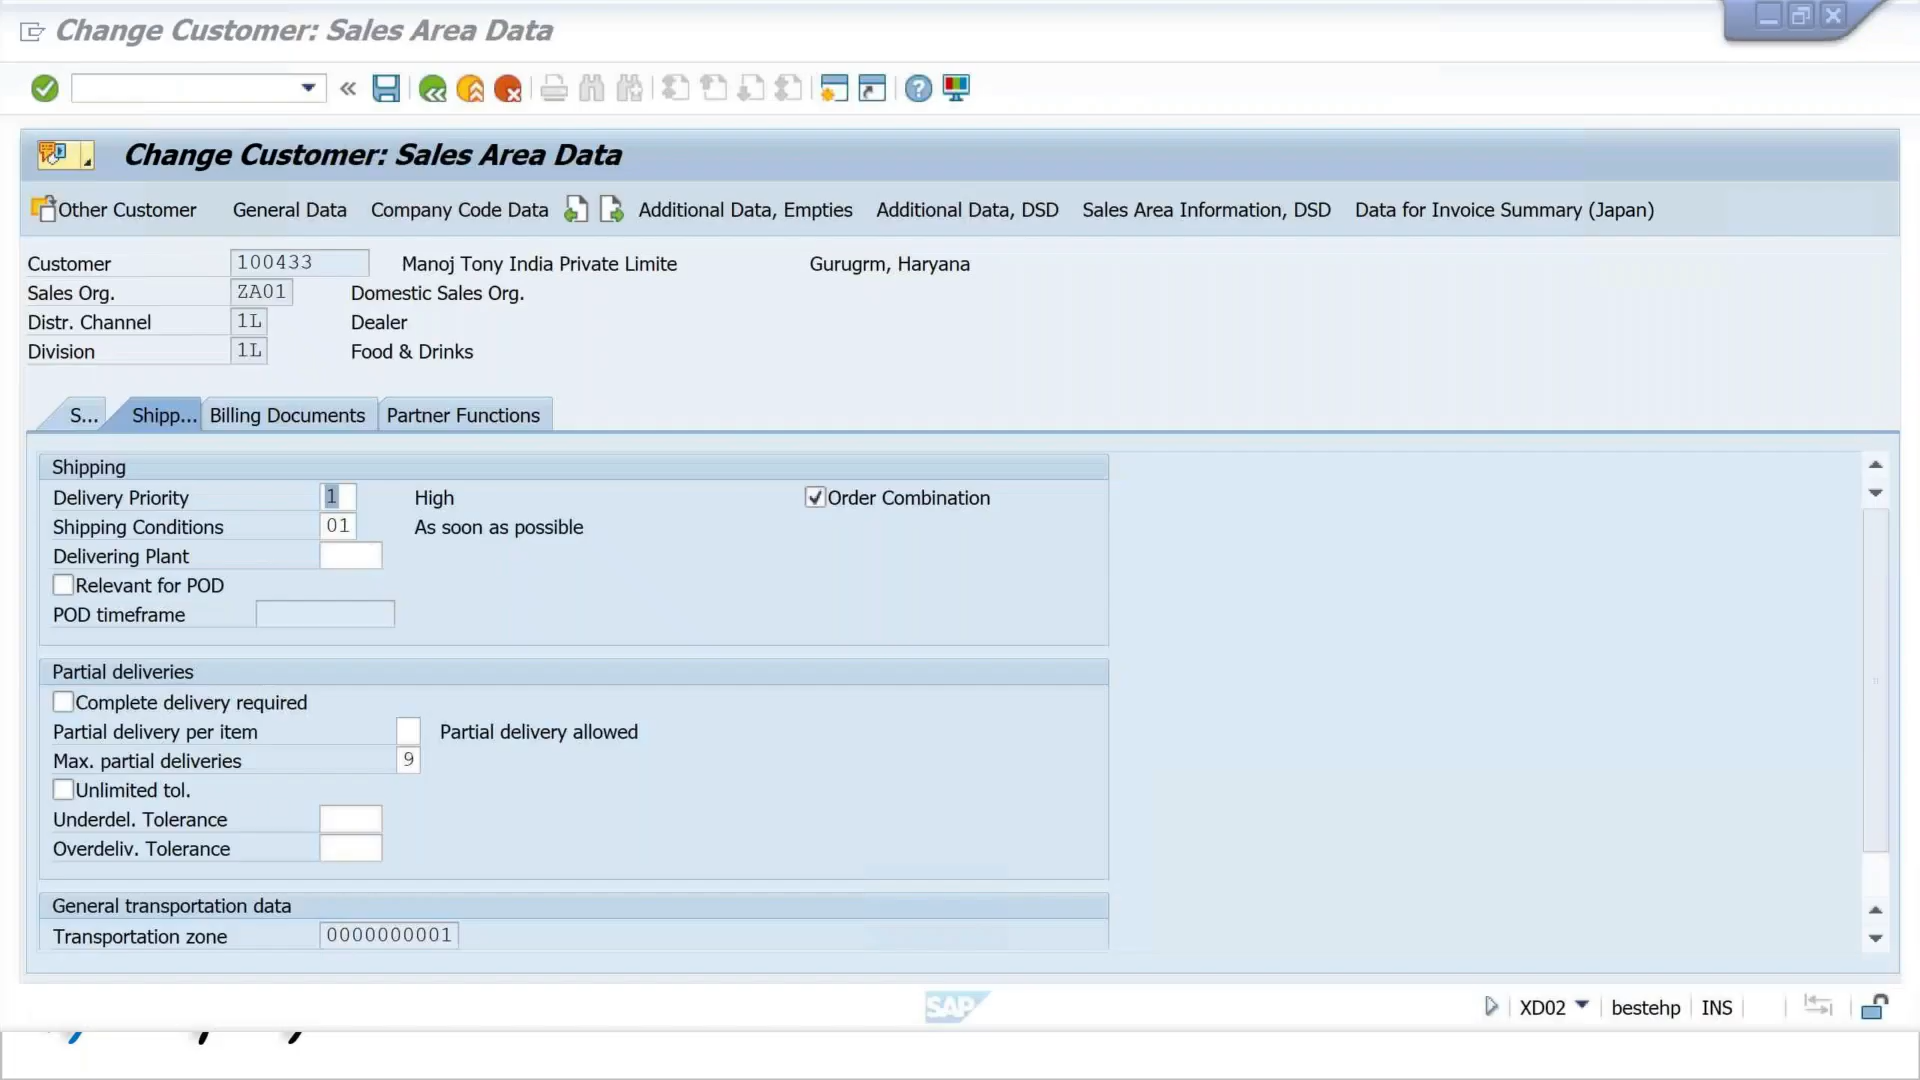 Change Customer: Sales Area Data
Change Customer: Sales Area Data
Other Customer General Data Company Code Data Additional Data, Empties Additional Data, DSD Sales Area Information, DSD Data for Invoice Summary (Japan)
Customer 100433 Manoj Tony India Private Limite Gurugrm, Haryana
Sales Org. ZA01 Domestic Sales Org.
Distr. Channel 1L Dealer
Division 1L Food & Drinks
S... Shipp... Billing Documents Partner Functions
Shipping
Delivery Priority 1 High Order Combination
Shipping Conditions 01 As soon as possible
Delivering Plant
Relevant for POD
POD timeframe
Partial deliveries
Complete delivery required
Partial delivery per item Partial delivery allowed
Max. partial deliveries 9
Unlimited tol.
Underdel. Tolerance
Overdeliv. Tolerance
General transportation data
Transportation zone 0000000001
SAP XD02 bestehp INS